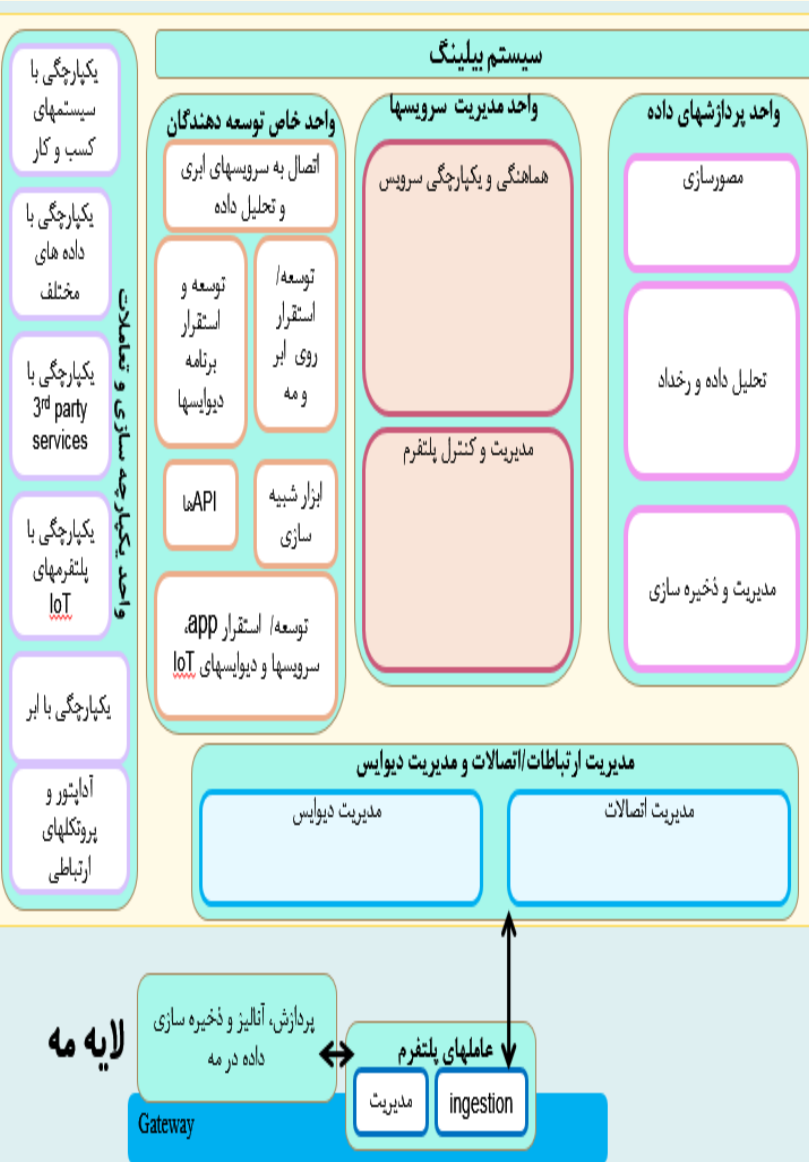 سیستم بیلینگ
واحد پردازشهای داده
مصورسازی
تحلیل داده و رخداد
مدیریت و ذخیره سازی
واحد مدیریت سرویسها
هماهنگی و یکپارچگی سرویس
مدیریت و کنترل پلتفرم
واحد خاص توسعه دهندگان
اتصال به سرویسهای ابری
و تحلیل داده
توسعه/
استقرار
روی ابر
و مه
توسعه و
استقرار
برنامه
دیوایسها
ابزار شبیه
سازی
APIها
توسعه/ استقرار app،
سرویسها و دیوایسهای IoT
واحد یکپارچه سازی و تعاملات
یکپارچگی با
سیستمهای
کسب و کار
یکپارچگی با
داده های
مختلف
یکپارچگی با
3rd party
services
یکپارچگی با
پلتفرمهای
IoT
یکپارچگی با ابر
آداپتور و
پروتکلهای
ارتباطی
مدیریت ارتباطات/اتصالات و مدیریت دیوایس
مدیریت اتصالات
مدیریت دیوایس
عاملهای پلتفرم
ingestion
مدیریت
پردازش، آنالیز و ذخیره سازی
داده در مه
لایه مه
Gateway